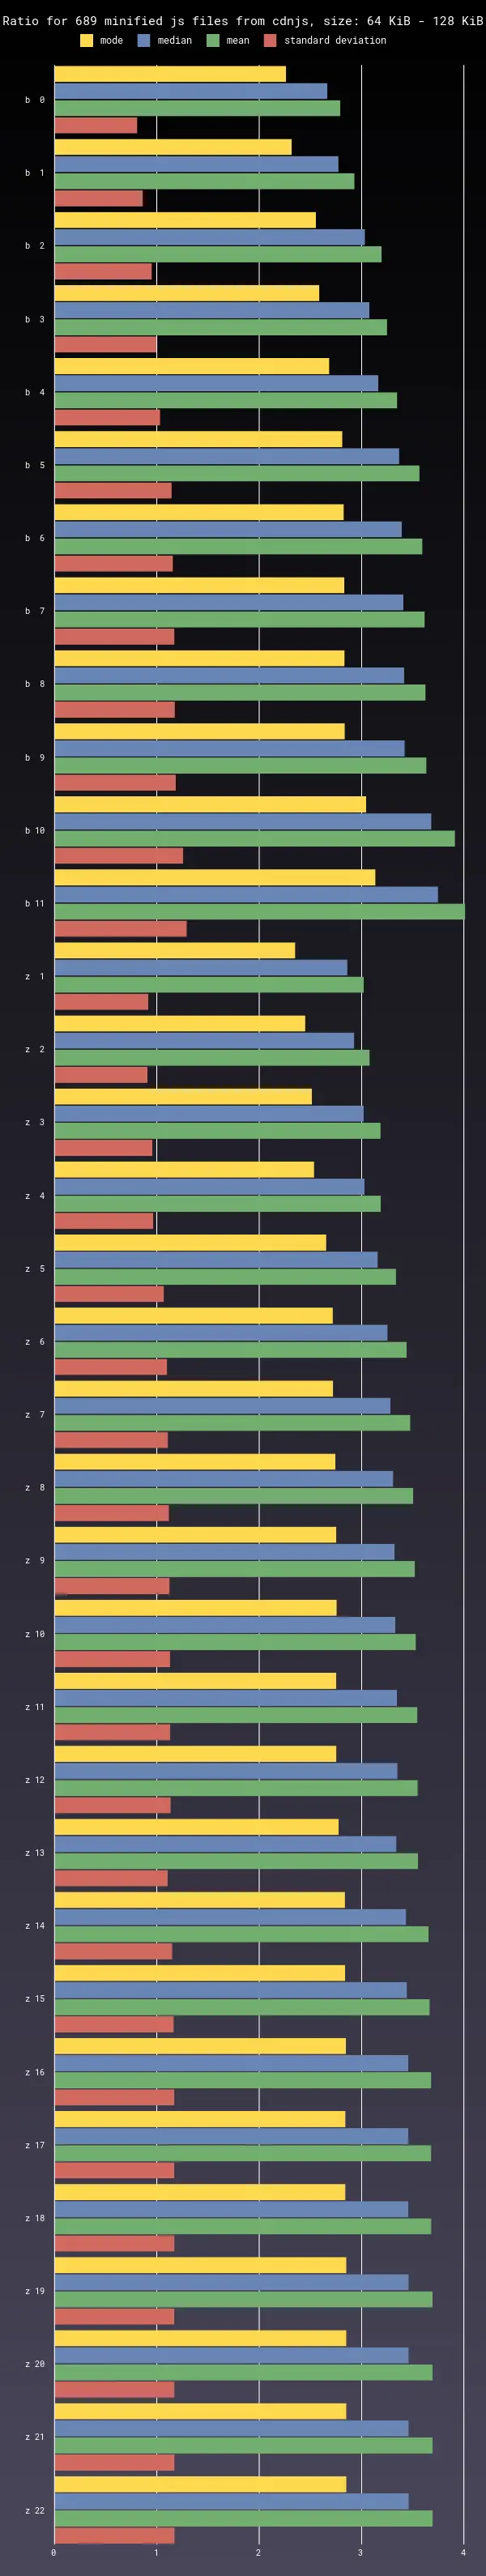 Ratio for 689 minified js files from cdnjs, size: 64 KiB - 128 KiB
mode median mean standard deviation
b 0
b 1
b 2
b 3
b 4
b 5
b 6
b 7
b 8
b 9
b 10
b 11
z 1
z 2
z 3
z 4
z 5
z 6
z 7
z 8
z 9
z 10
z 11
z 12
z 13
z 14
z 15
z 16
z 17
z 18
z 19
z 20
z 21
z 22
0 1 2 3 4